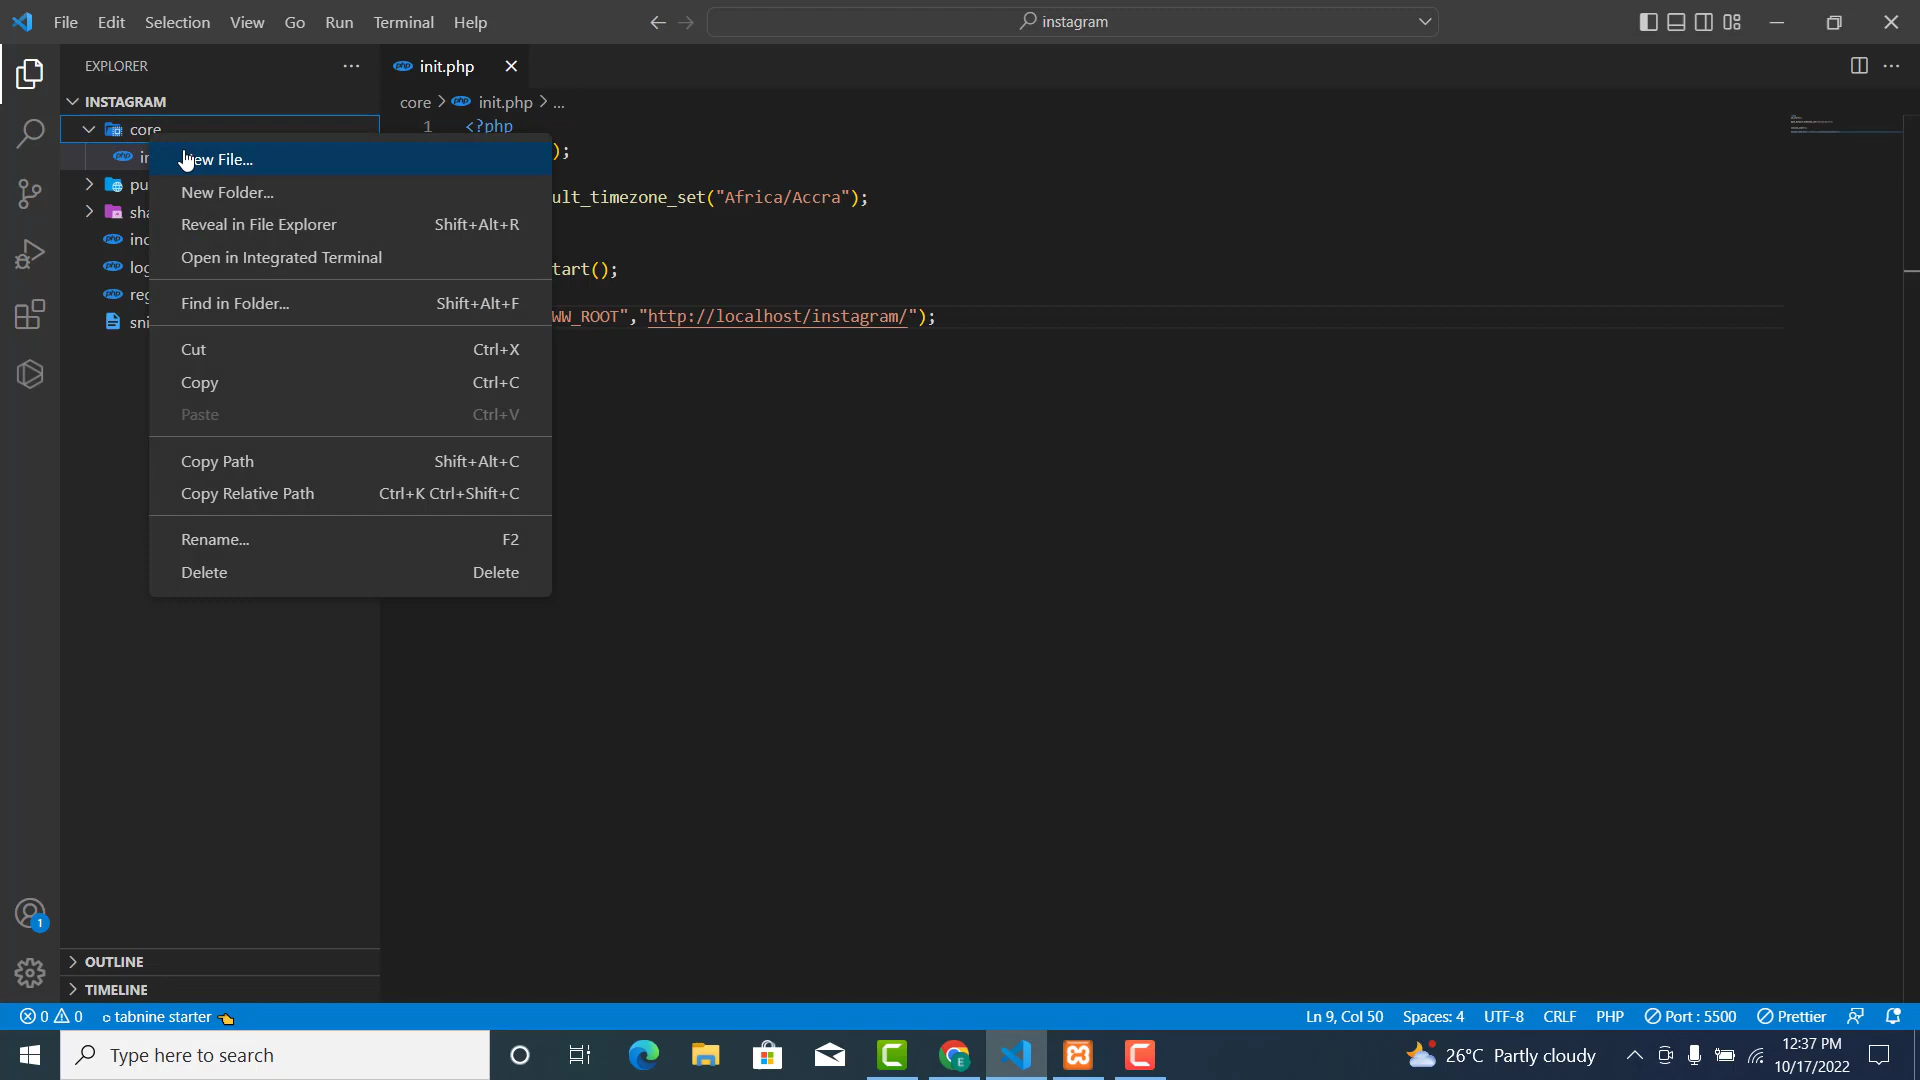 File Edit Selection View Go Run Terminal Help
instagram
EXPLORER
init.php
INSTAGRAM
core > init.php > ...
core
1 <?php
);
New File...
New Folder...
Reveal in File Explorer Shift+Alt+R
ult_timezone_set("Africa/Accra");
Open in Integrated Terminal
tart();
Find in Folder... Shift+Alt+F
WW_ROOT","http://localhost/instagram/");
Cut Ctrl+X
Copy Ctrl+C
Paste Ctrl+V
Copy Path Shift+Alt+C
Copy Relative Path Ctrl+K Ctrl+Shift+C
Rename... F2
Delete Delete
1
OUTLINE
TIMELINE
0 0 tabnine starter
Ln 9, Col 50 Spaces: 4 UTF-8 CRLF PHP Port : 5500 Prettier
Type here to search
26°C Partly cloudy
12:37 PM
10/17/2022